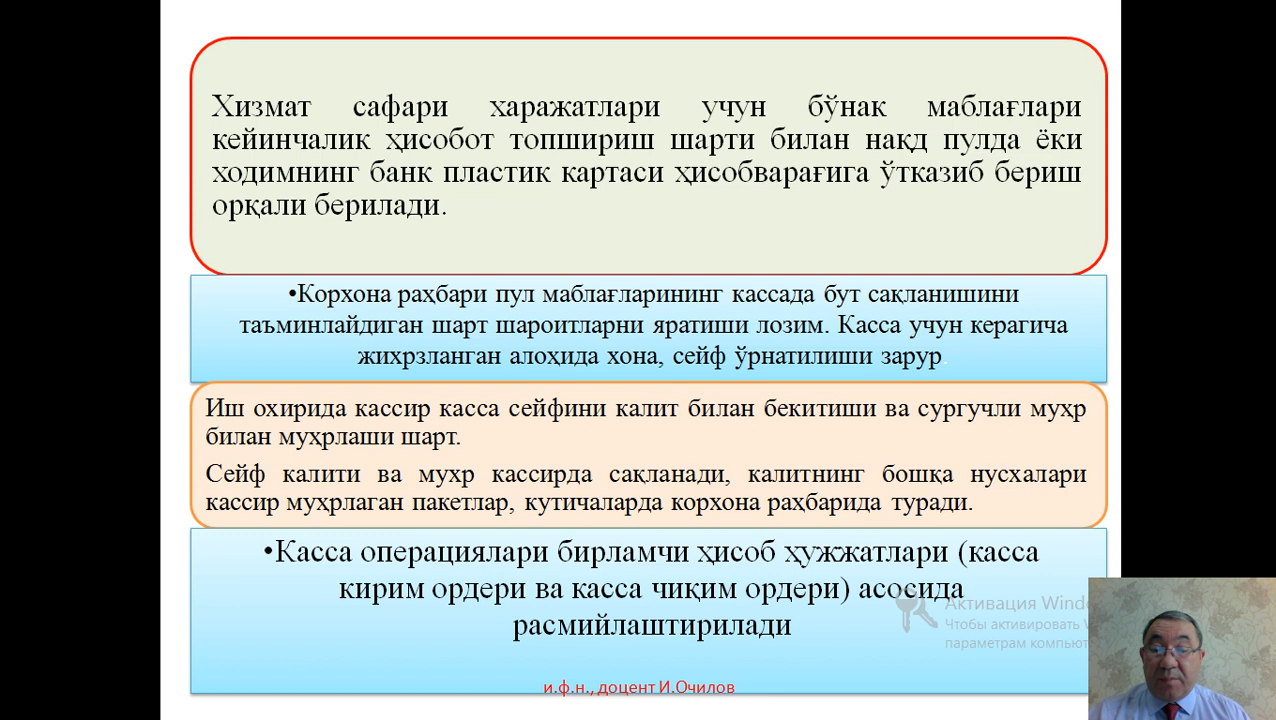 Хизмат сафари харажатлари учун бўнак маблағлари
кейинчалик ҳисобот топшириш шарти билан нақд пулда ёки
ходимнинг банк пластик картаси ҳисобварағига ўтказиб бериш
орқали берилади.
•Корхона раҳбари пул маблағларининг кассада бут сақланишини
таъминлайдиган шарт шароитларни яратиши лозим. Касса учун керагича
жихрзланган алоҳида хона, сейф ўрнатилиши зарур.
Иш охирида кассир касса сейфини калит билан бекитиши ва сургучли муҳр
билан муҳрлаши шарт.
Сейф калити ва мухр кассирда сақланади, калитнинг бошқа нусхалари
кассир муҳрлаган пакетлар, кутичаларда корхона раҳбарида туради.
•Касса операциялари бирламчи ҳисоб ҳужжатлари (касса
кирим ордери ва касса чиқим ордери) асосида
расмийлаштирилади
Активация Windo
Чтобы активировать W
параметрам компьют
и.ф.н., доцент И.Очилов